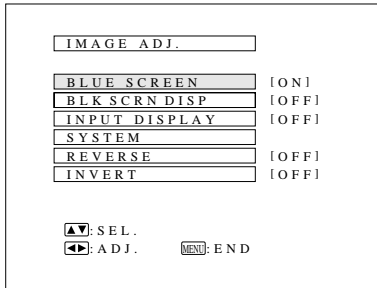 IMAGE ADJ.
BLUE SCREEN [ON]
BLK SCRN DISP [OFF]
INPUT DISPLAY [OFF]
SYSTEM
REVERSE [OFF]
INVERT [OFF]
▲▼:SEL.
◀▶:ADJ. MENU:END